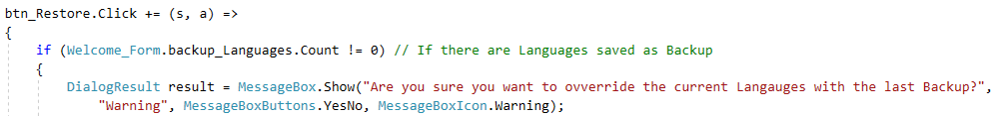 btn_Restore.Click += (s, a) =>
{
if (Welcome_Form.backup_Languages.Count != 0) // If there are Languages saved as Backup
{
DialogResult result = MessageBox.Show("Are you sure you want to ovverride the current Langauges with the last Backup?",
"Warning", MessageBoxButtons.YesNo, MessageBoxIcon.Warning);